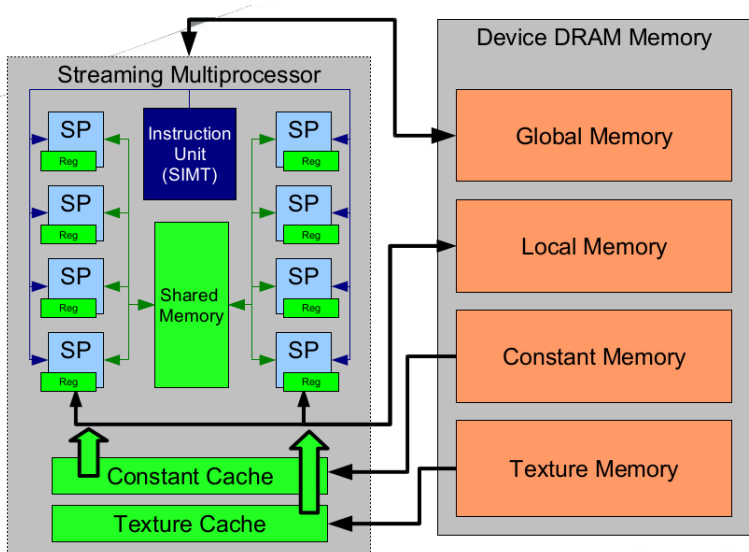 Streaming Multiprocessor
SP
Reg
SP
Reg
SP
Reg
SP
Reg
Instruction
Unit
(SIMT)
Shared
Memory
SP
Reg
SP
Reg
SP
Reg
SP
Reg
Constant Cache
Texture Cache
Device DRAM Memory
Global Memory
Local Memory
Constant Memory
Texture Memory